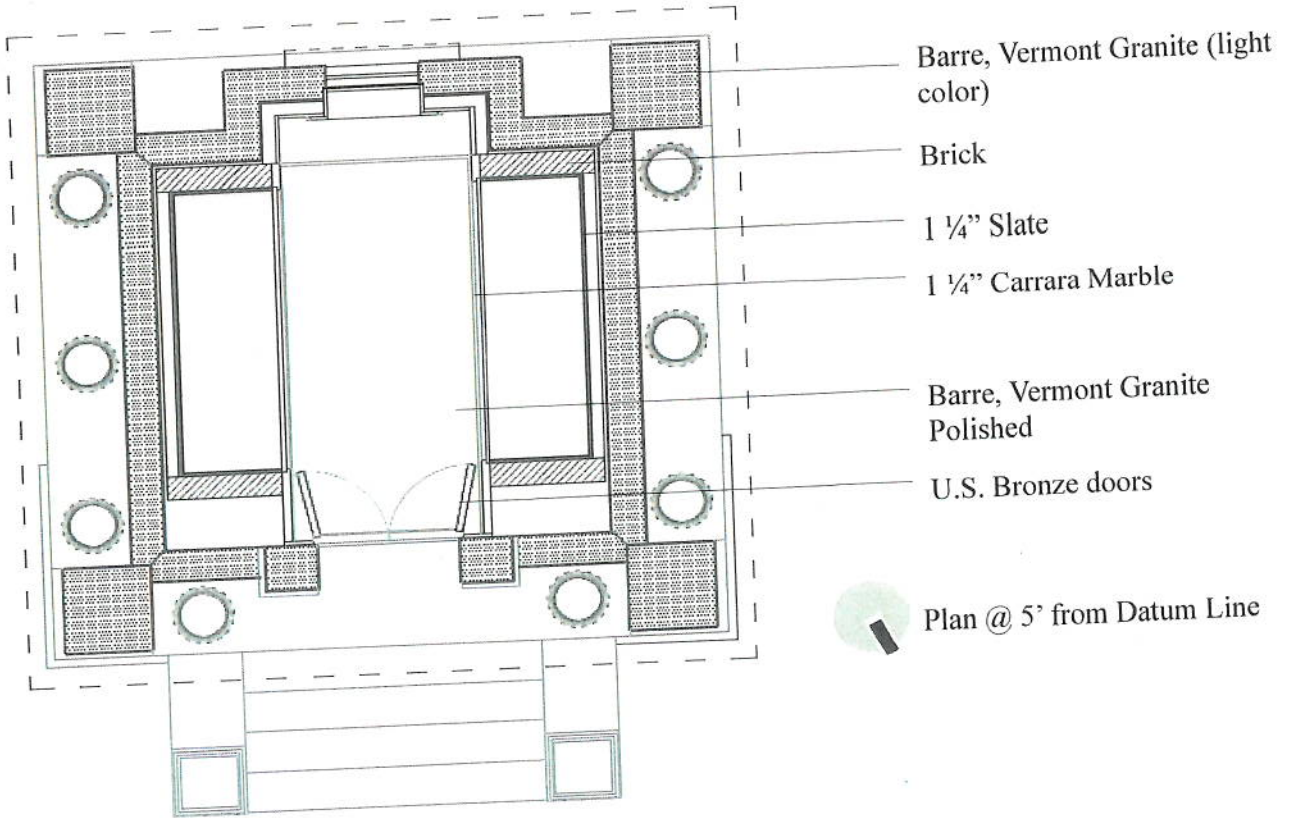 Barre, Vermont Granite (light
color)
Brick
1 ¼” Slate
1 ¼” Carrara Marble
Barre, Vermont Granite
Polished
U.S. Bronze doors
Plan @ 5’ from Datum Line